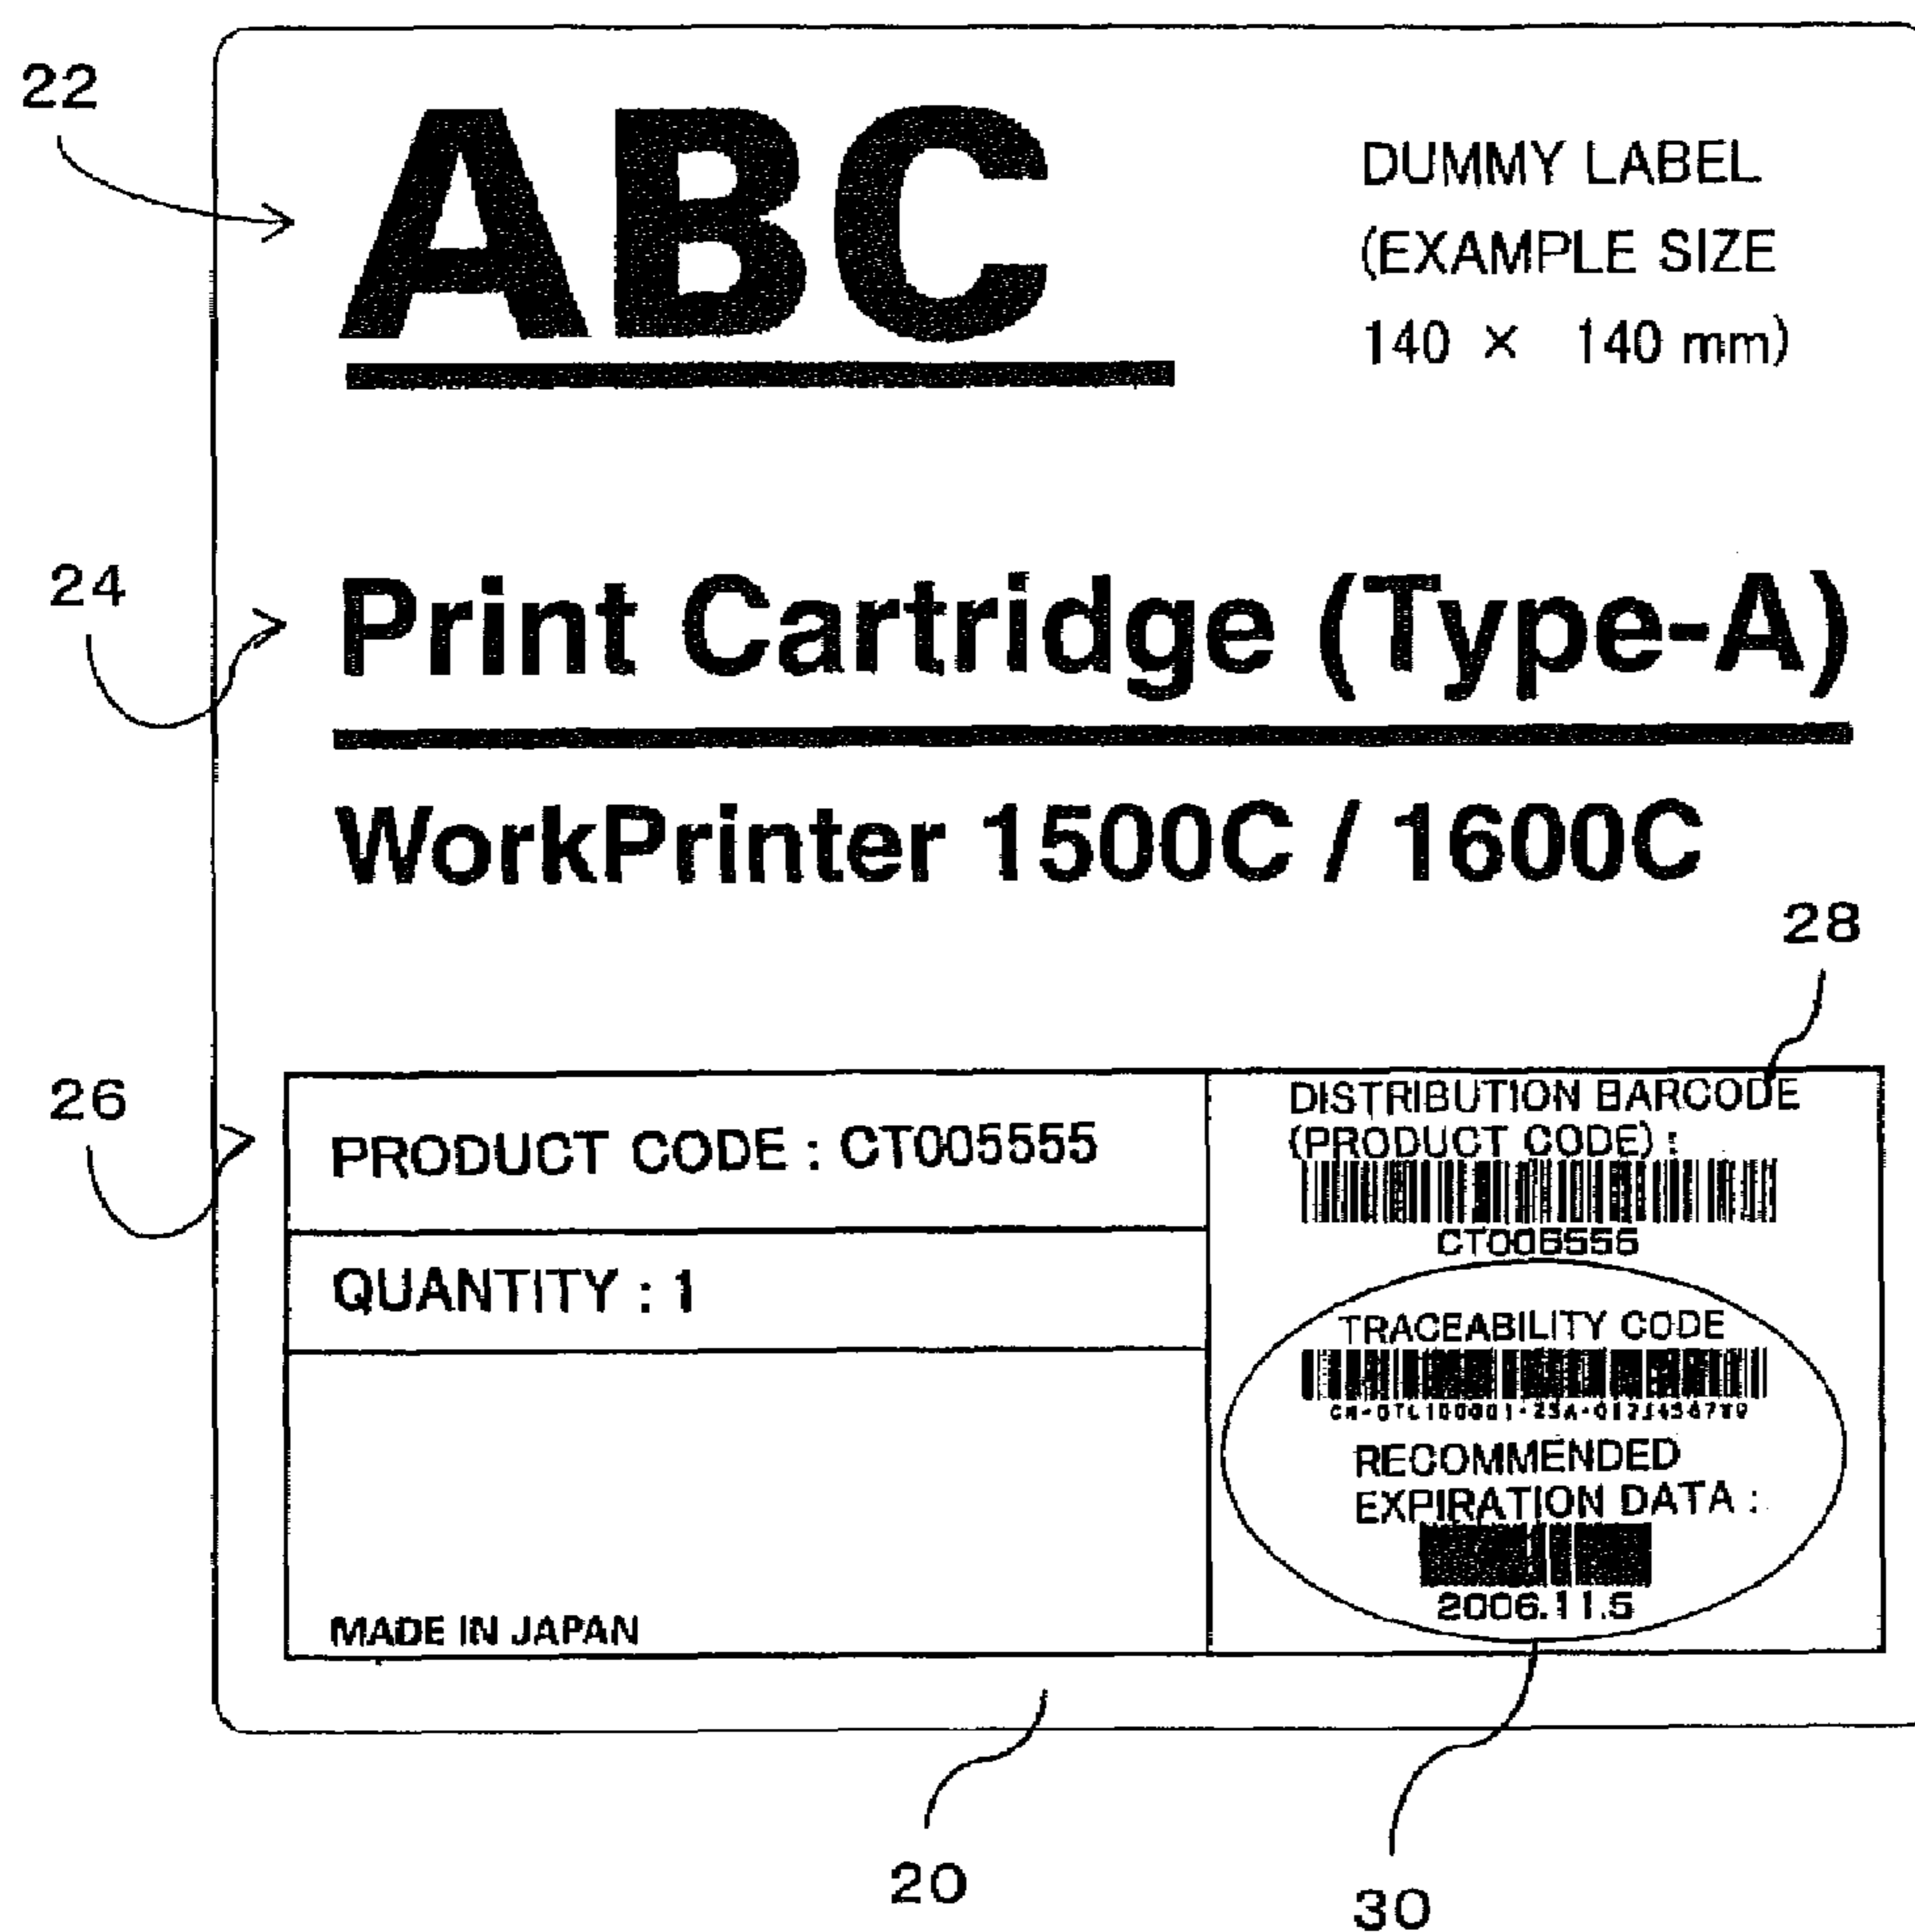 22
ABC
DUMMY LABEL
(EXAMPLE SIZE
140 × 140 mm)
24
Print Cartridge (Type-A)
WorkPrinter 1500C / 1600C
28
26
PRODUCT CODE : CT005555
QUANTITY : 1
MADE IN JAPAN
DISTRIBUTION BARCODE
(PRODUCT CODE) :
CT005555
TRACEABILITY CODE
RECOMMENDED
EXPIRATION DATA :
2006.11.5
20
30